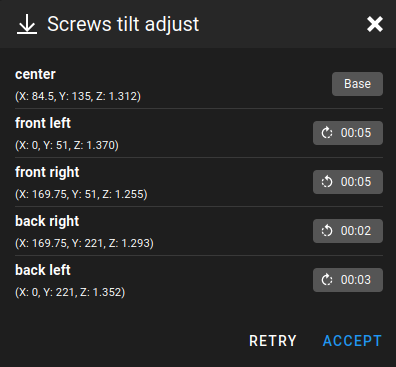 Screws tilt adjust
center
(X: 84.5, Y: 135, Z: 1.312)
Base
front left
(X: 0, Y: 51, Z: 1.370)
00:05
front right
(X: 169.75, Y: 51, Z: 1.255)
00:05
back right
(X: 169.75, Y: 221, Z: 1.293)
00:02
back left
(X: 0, Y: 221, Z: 1.352)
00:03
RETRY ACCEPT